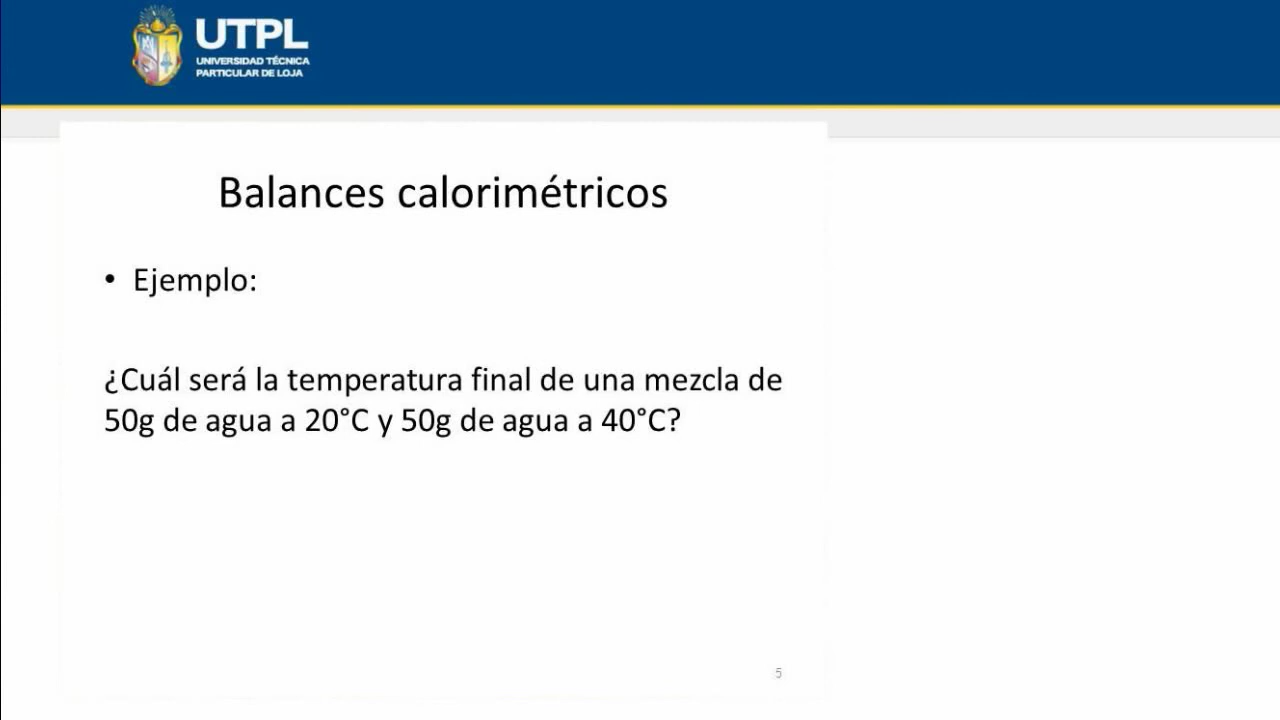 UTPL
UNIVERSIDAD TÉCNICA
PARTICULAR DE LOJA
Balances calorimétricos
• Ejemplo:
¿Cuál será la temperatura final de una mezcla de
50g de agua a 20°C y 50g de agua a 40°C?
5